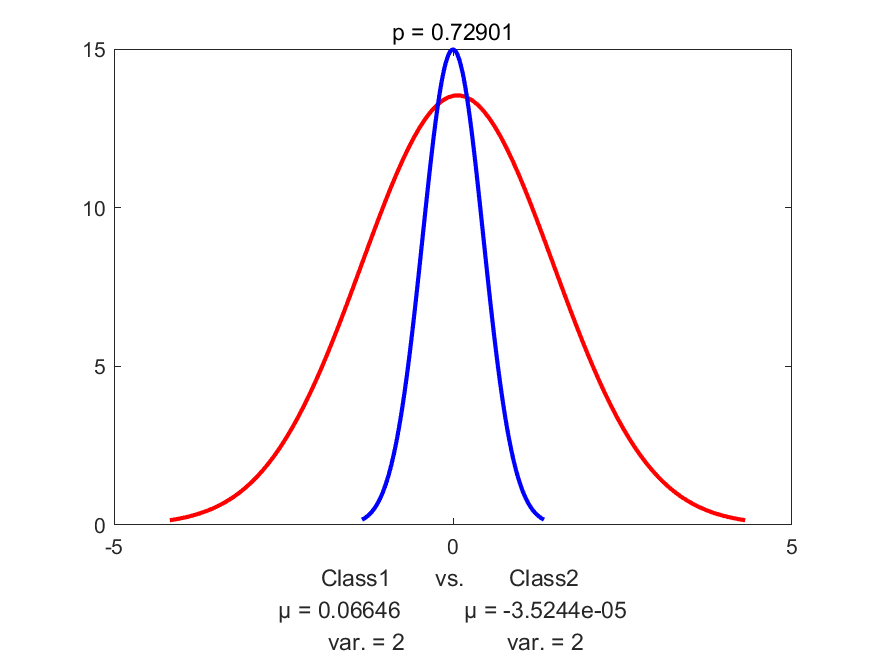 p = 0.72901
15
10
5
0
-5 0 5
Class1 vs. Class2
μ = 0.06646 μ = -3.5244e-05
var. = 2 var. = 2